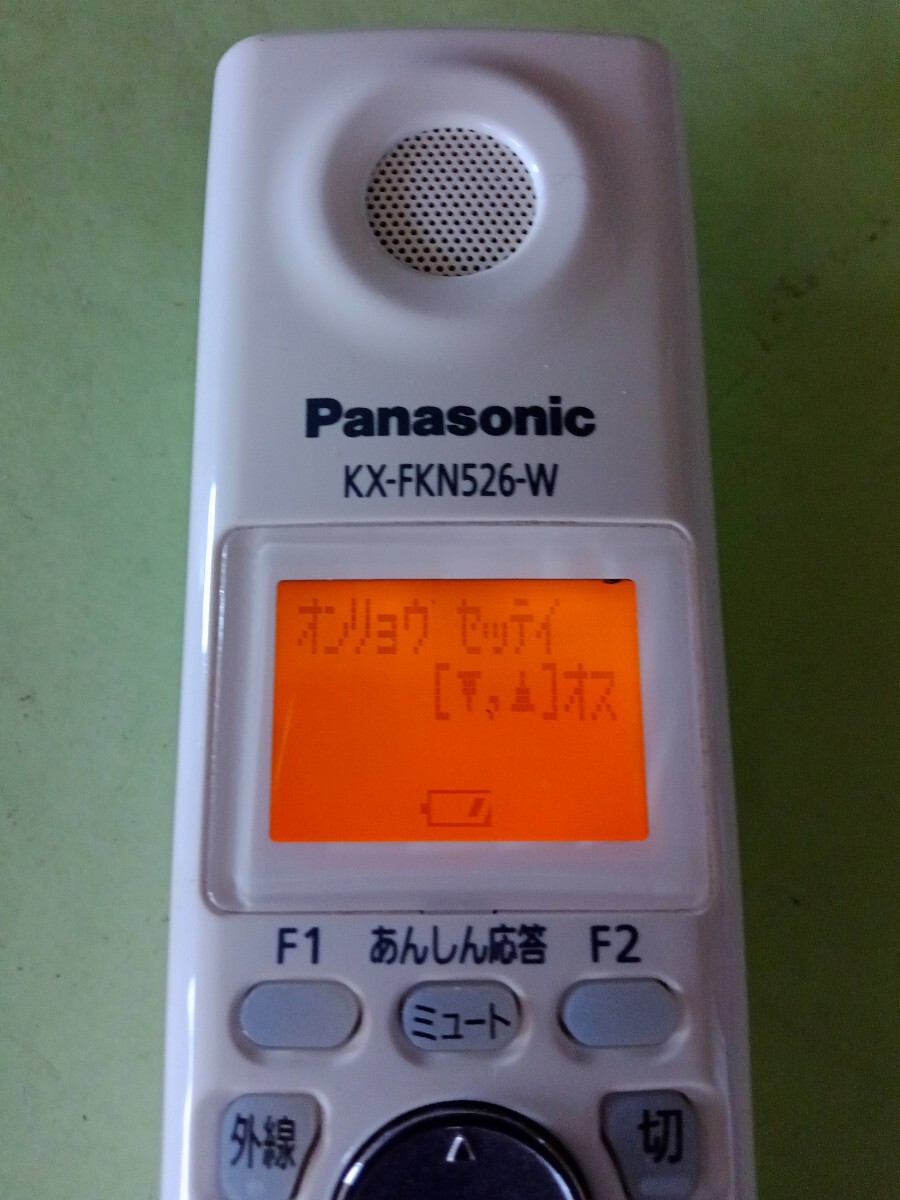 Panasonic
KX-FKN526-W
オンリョウ セッテイ
[▼,▲]オス
F1 あんしん応答 F2
ミュート
外線 切